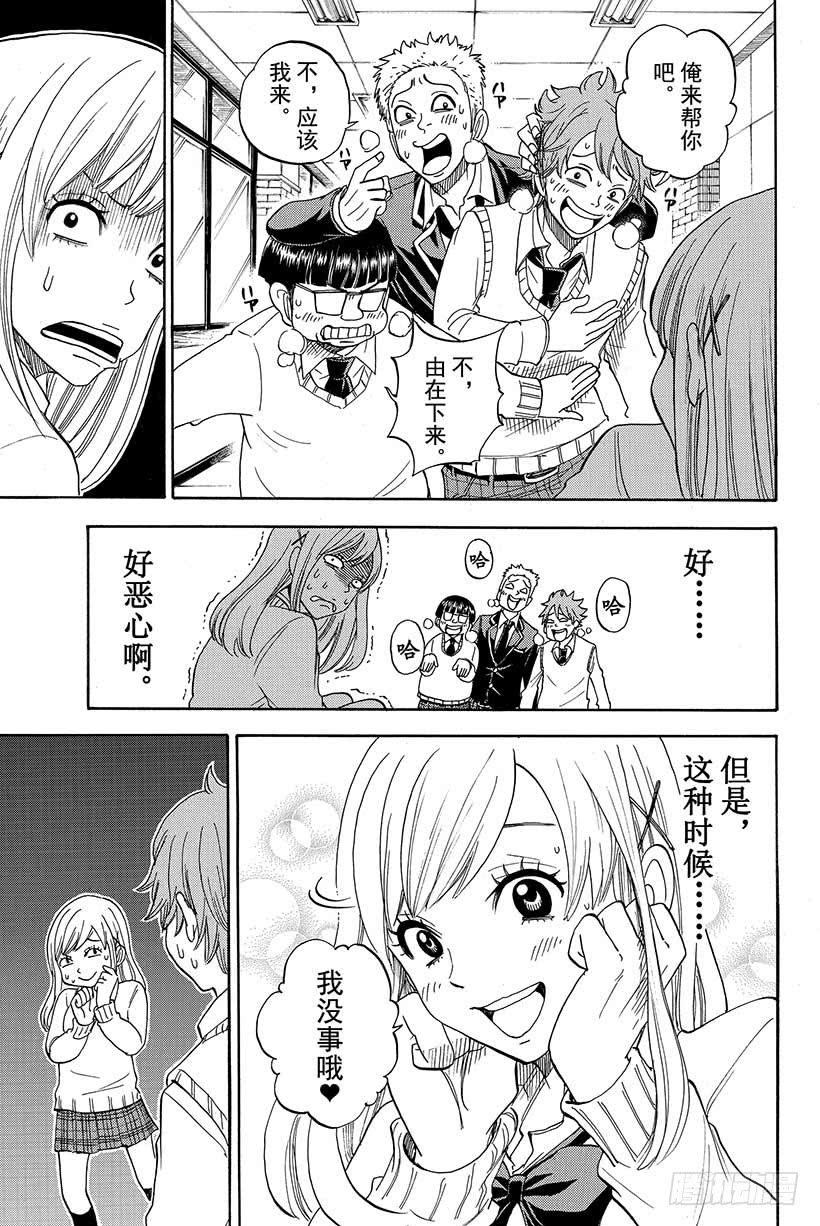 俺来帮你
吧。
不，应该
我来。
不，
由在下来。
ハァ
ハァ
ハァ
ハァ
好……
哈
哈
哈
好恶心啊。
但是，
这种时候……
我没事哦♥
腾讯动漫